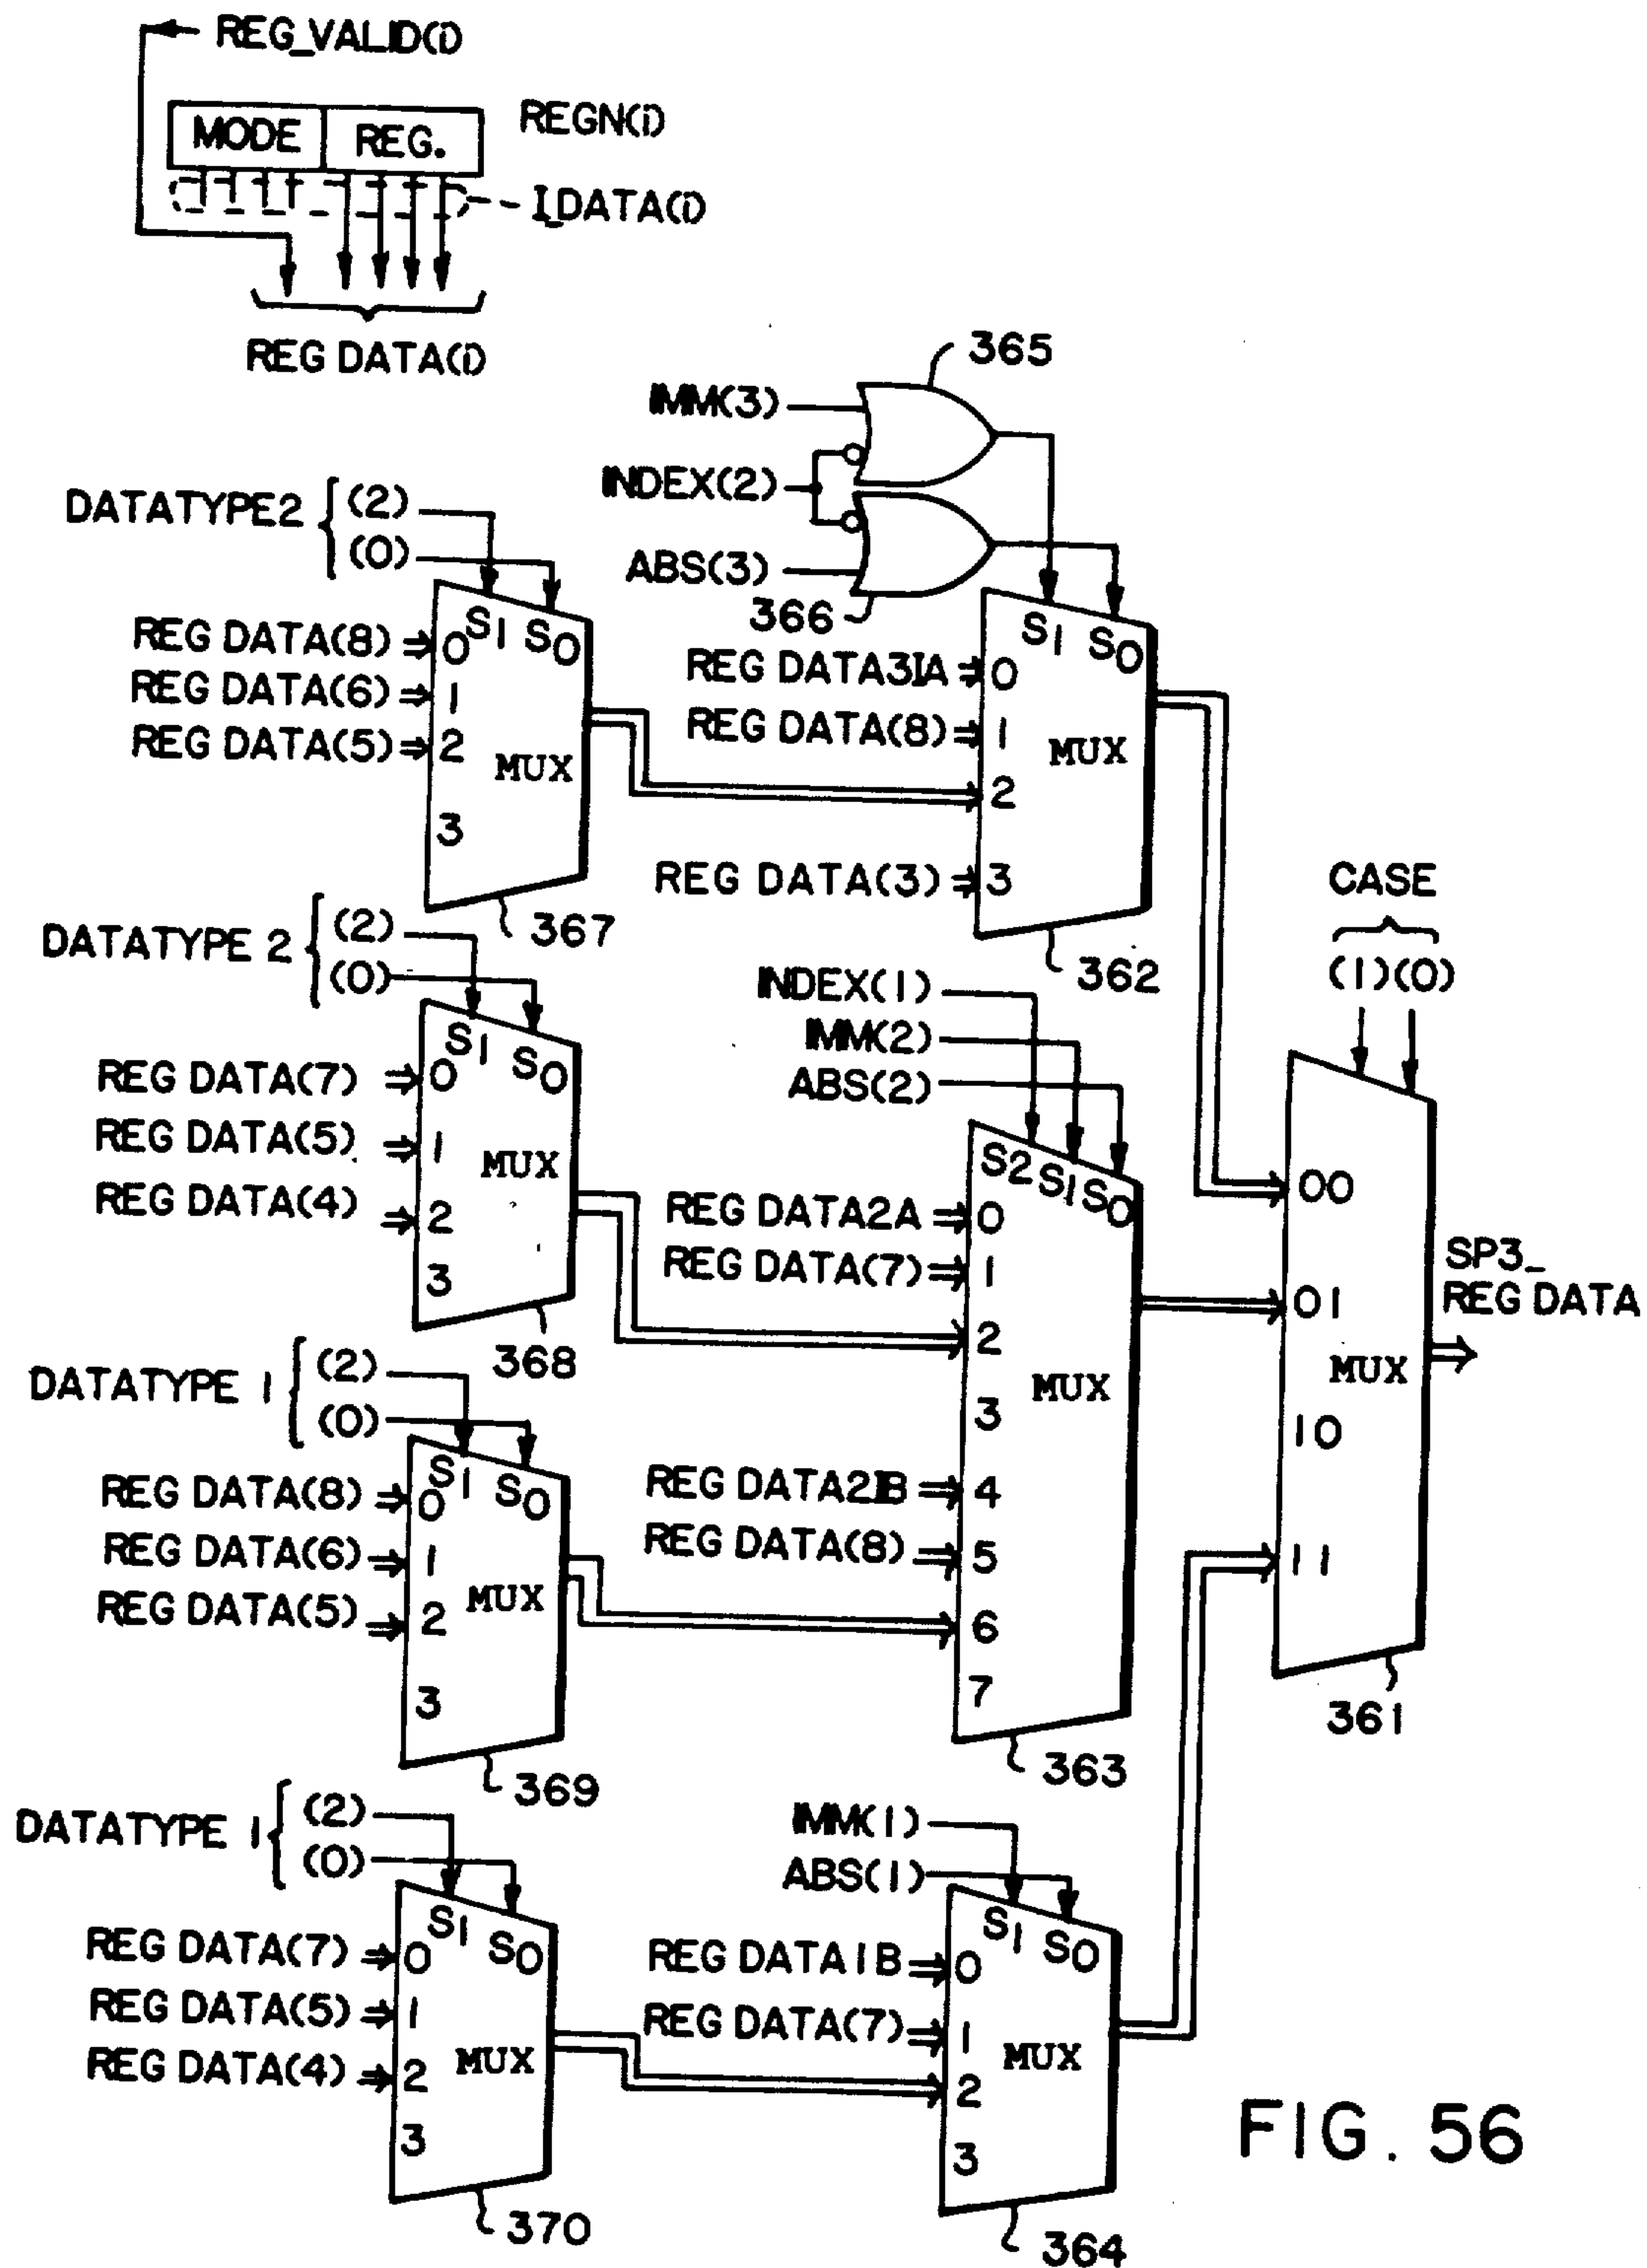 REG_VALID(i)
MODE REG. REGN(i)
I_DATA(i)
REG DATA(i)
365
IMM(3)
INDEX(2)
ABS(3)
366
DATATYPE2 (2)
(0)
S1 S0
REG DATA(8) 0
REG DATA(6) 1
REG DATA(5) 2
MUX
3
367
S1 S0
REG DATA3IA 0
REG DATA(8) 1
MUX
2
REG DATA(3) 3
362
CASE
(1)(0)
DATATYPE 2 (2)
(0)
S1 S0
REG DATA(7) 0
REG DATA(5) 1
MUX
REG DATA(4) 2
3
368
INDEX(1)
IMM(2)
ABS(2)
S2 S1 S0
REG DATA2A 0
REG DATA(7) 1
2
MUX
3
REG DATA2IB 4
REG DATA(8) 5
6
7
363
00
01
MUX
10
11
361
SP3_
REG DATA
DATATYPE 1 (2)
(0)
S1 S0
REG DATA(8) 0
REG DATA(6) 1
MUX
REG DATA(5) 2
3
369
DATATYPE 1 (2)
(0)
S1 S0
REG DATA(7) 0
REG DATA(5) 1
MUX
REG DATA(4) 2
3
370
IMM(1)
ABS(1)
S1 S0
REG DATA1B 0
REG DATA(7) 1
MUX
2
3
364
FIG. 56